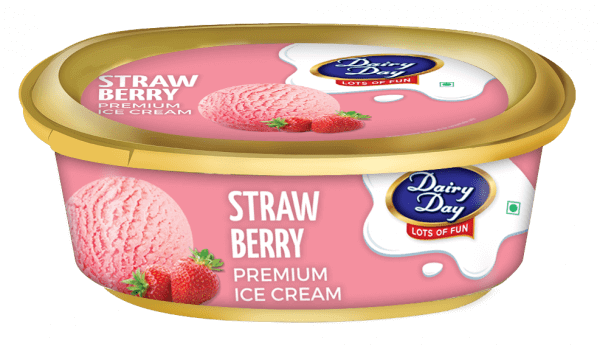 STRAW
BERRY
PREMIUM
ICE CREAM
Dairy
Day
LOTS OF FUN
STRAW
BERRY
PREMIUM
ICE CREAM
Dairy
Day
LOTS OF FUN